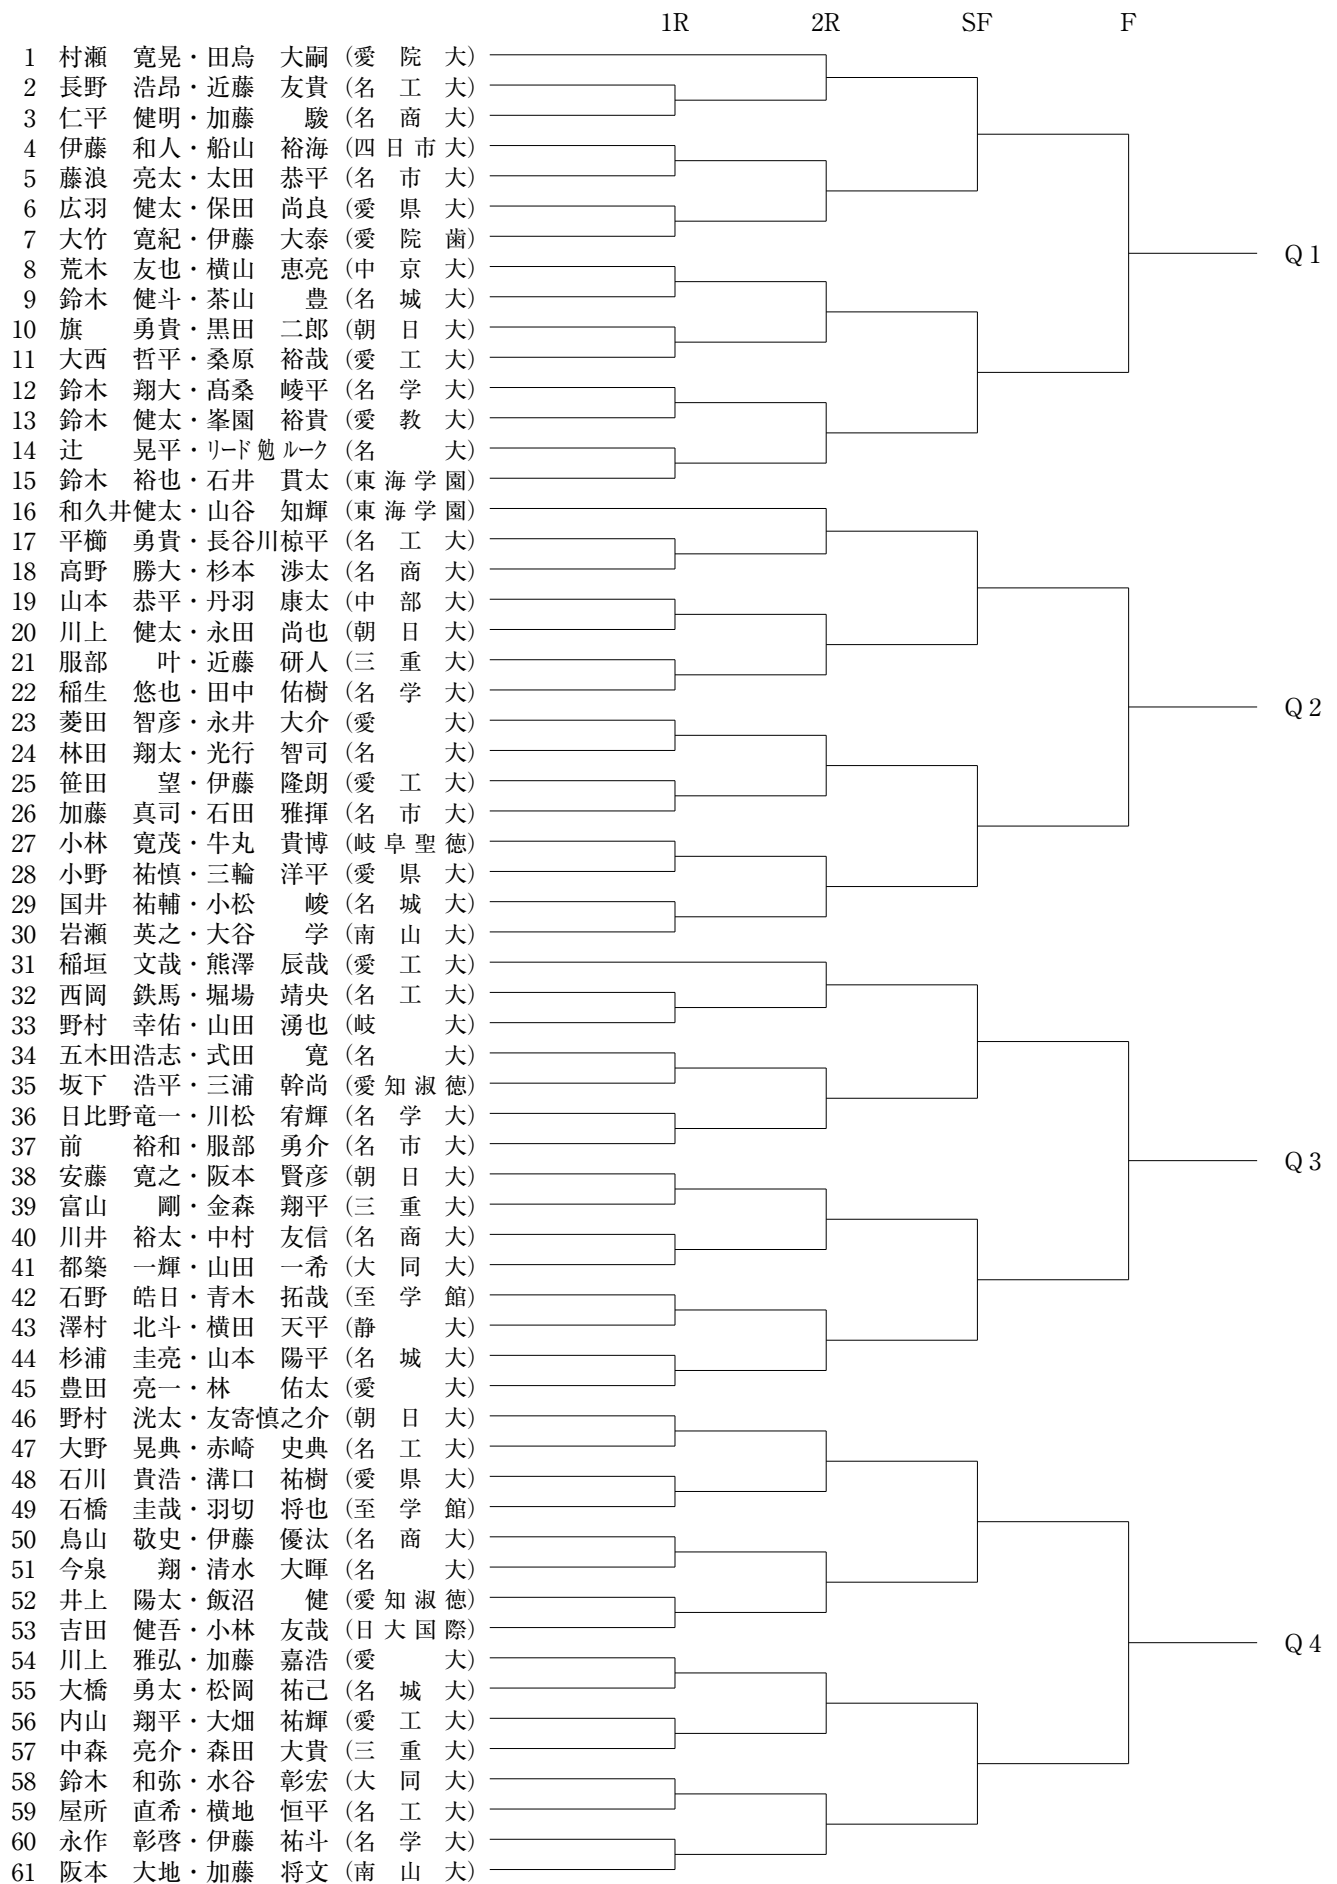 1R 2R SF F
1 村瀬 寛晃・田烏 大嗣 (愛院大)
2 長野 浩昂・近藤 友貴 (名工大)
3 仁平 健明・加藤 駿 (名商大)
4 伊藤 和人・船山 裕海 (四日市大)
5 藤浪 亮太・太田 恭平 (名市大)
6 広羽 健太・保田 尚良 (愛県大)
7 大竹 寛紀・伊藤 大泰 (愛院歯)
8 荒木 友也・横山 恵亮 (中京大)
Q1
9 鈴木 健斗・茶山 豊 (名城大)
10 旗 勇貴・黒田 二郎 (朝日大)
11 大西 哲平・桑原 裕哉 (愛工大)
12 鈴木 翔大・髙桑 崚平 (名学大)
13 鈴木 健太・峯園 裕貴 (愛教大)
14 辻 晃平・リード勉ルーク (名大)
15 鈴木 裕也・石井 貫太 (東海学園)
16 和久井健太・山谷 知輝 (東海学園)
17 平櫛 勇貴・長谷川椋平 (名工大)
18 高野 勝大・杉本 渉太 (名商大)
19 山本 恭平・丹羽 康太 (中部大)
20 川上 健太・永田 尚也 (朝日大)
21 服部 叶・近藤 研人 (三重大)
22 稲生 悠也・田中 佑樹 (名学大)
23 菱田 智彦・永井 大介 (愛大)
Q2
24 林田 翔太・光行 智司 (名大)
25 笹田 望・伊藤 隆朗 (愛工大)
26 加藤 真司・石田 雅揮 (名市大)
27 小林 寛茂・牛丸 貴博 (岐阜聖徳)
28 小野 祐慎・三輪 洋平 (愛県大)
29 国井 祐輔・小松 峻 (名城大)
30 岩瀬 英之・大谷 学 (南山大)
31 稲垣 文哉・熊澤 辰哉 (愛工大)
32 西岡 鉄馬・堀場 靖央 (名工大)
33 野村 幸佑・山田 湧也 (岐大)
34 五木田浩志・式田 寛 (名大)
35 坂下 浩平・三浦 幹尚 (愛知淑徳)
36 日比野竜一・川松 宥輝 (名学大)
37 前 裕和・服部 勇介 (名市大)
38 安藤 寛之・阪本 賢彦 (朝日大)
Q3
39 富山 剛・金森 翔平 (三重大)
40 川井 裕太・中村 友信 (名商大)
41 都築 一輝・山田 一希 (大同大)
42 石野 皓日・青木 拓哉 (至学館)
43 澤村 北斗・横田 天平 (静大)
44 杉浦 圭亮・山本 陽平 (名城大)
45 豊田 亮一・林 佑太 (愛大)
46 野村 洸太・友寄慎之介 (朝日大)
47 大野 晃典・赤崎 史典 (名工大)
48 石川 貴浩・溝口 祐樹 (愛県大)
49 石橋 圭哉・羽切 将也 (至学館)
50 鳥山 敬史・伊藤 優汰 (名商大)
51 今泉 翔・清水 大暉 (名大)
52 井上 陽太・飯沼 健 (愛知淑徳)
53 吉田 健吾・小林 友哉 (日大国際)
Q4
54 川上 雅弘・加藤 嘉浩 (愛大)
55 大橋 勇太・松岡 祐己 (名城大)
56 内山 翔平・大畑 祐輝 (愛工大)
57 中森 亮介・森田 大貴 (三重大)
58 鈴木 和弥・水谷 彰宏 (大同大)
59 屋所 直希・横地 恒平 (名工大)
60 永作 彰啓・伊藤 祐斗 (名学大)
61 阪本 大地・加藤 将文 (南山大)